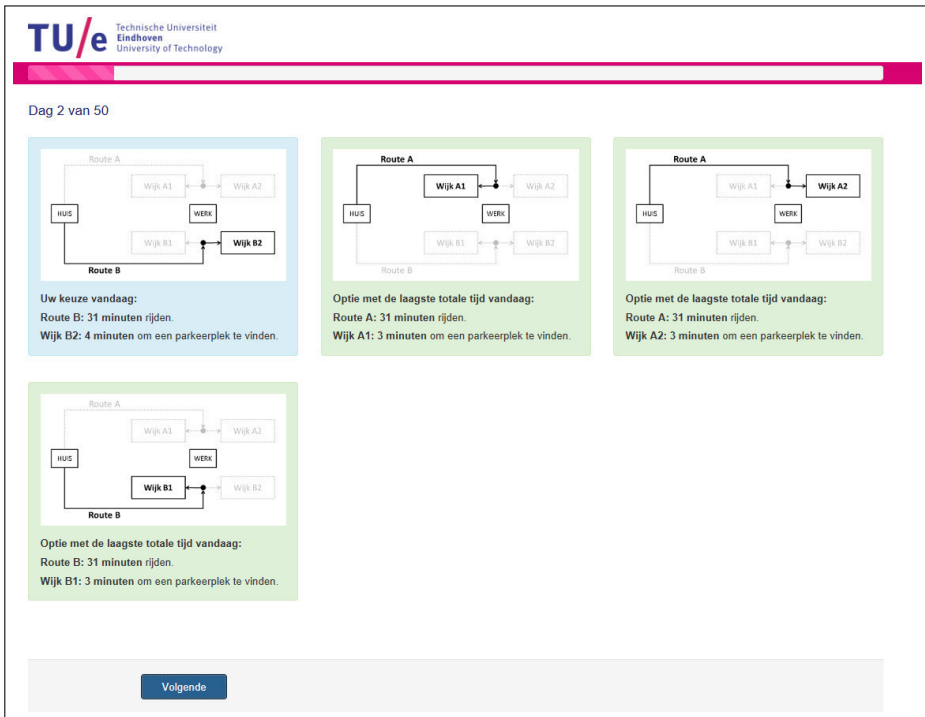 TU/e
Technische Universiteit
Eindhoven
University of Technology
Dag 2 van 50
Route A
Wijk A1
Wijk A2
HUIS
WERK
Wijk B1
Wijk B2
Route B
Uw keuze vandaag:
Route B: 31 minuten rijden.
Wijk B2: 4 minuten om een parkeerplek te vinden.
Route A
Wijk A1
Wijk A2
HUIS
WERK
Wijk B1
Wijk B2
Route B
Optie met de laagste totale tijd vandaag:
Route A: 31 minuten rijden.
Wijk A1: 3 minuten om een parkeerplek te vinden.
Route A
Wijk A1
Wijk A2
HUIS
WERK
Wijk B1
Wijk B2
Route B
Optie met de laagste totale tijd vandaag:
Route A: 31 minuten rijden.
Wijk A2: 3 minuten om een parkeerplek te vinden.
Route A
Wijk A1
Wijk A2
HUIS
WERK
Wijk B1
Wijk B2
Route B
Optie met de laagste totale tijd vandaag:
Route B: 31 minuten rijden.
Wijk B1: 3 minuten om een parkeerplek te vinden.
Volgende